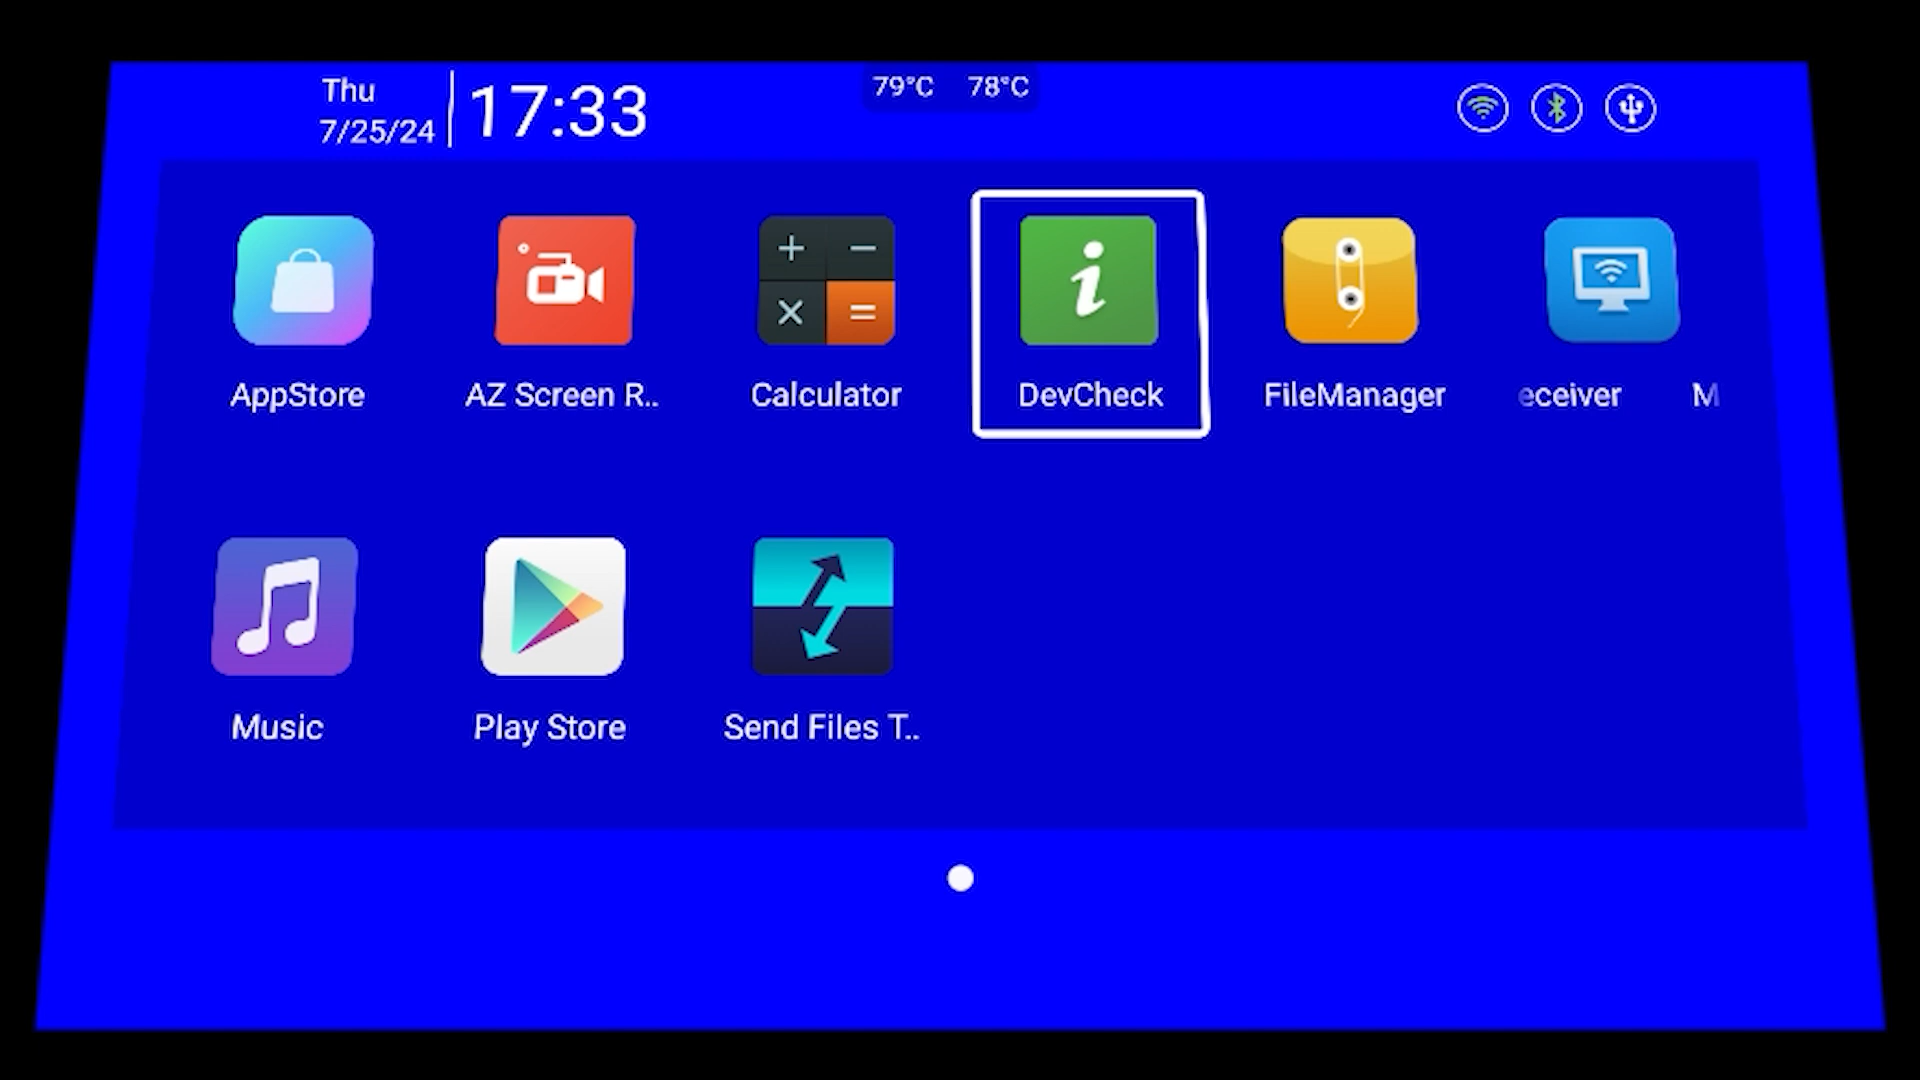 Thu
7/25/24
17:33
79°C 78°C
AppStore
AZ Screen R..
Calculator
DevCheck
FileManager
eceiver M
Music
Play Store
Send Files T..